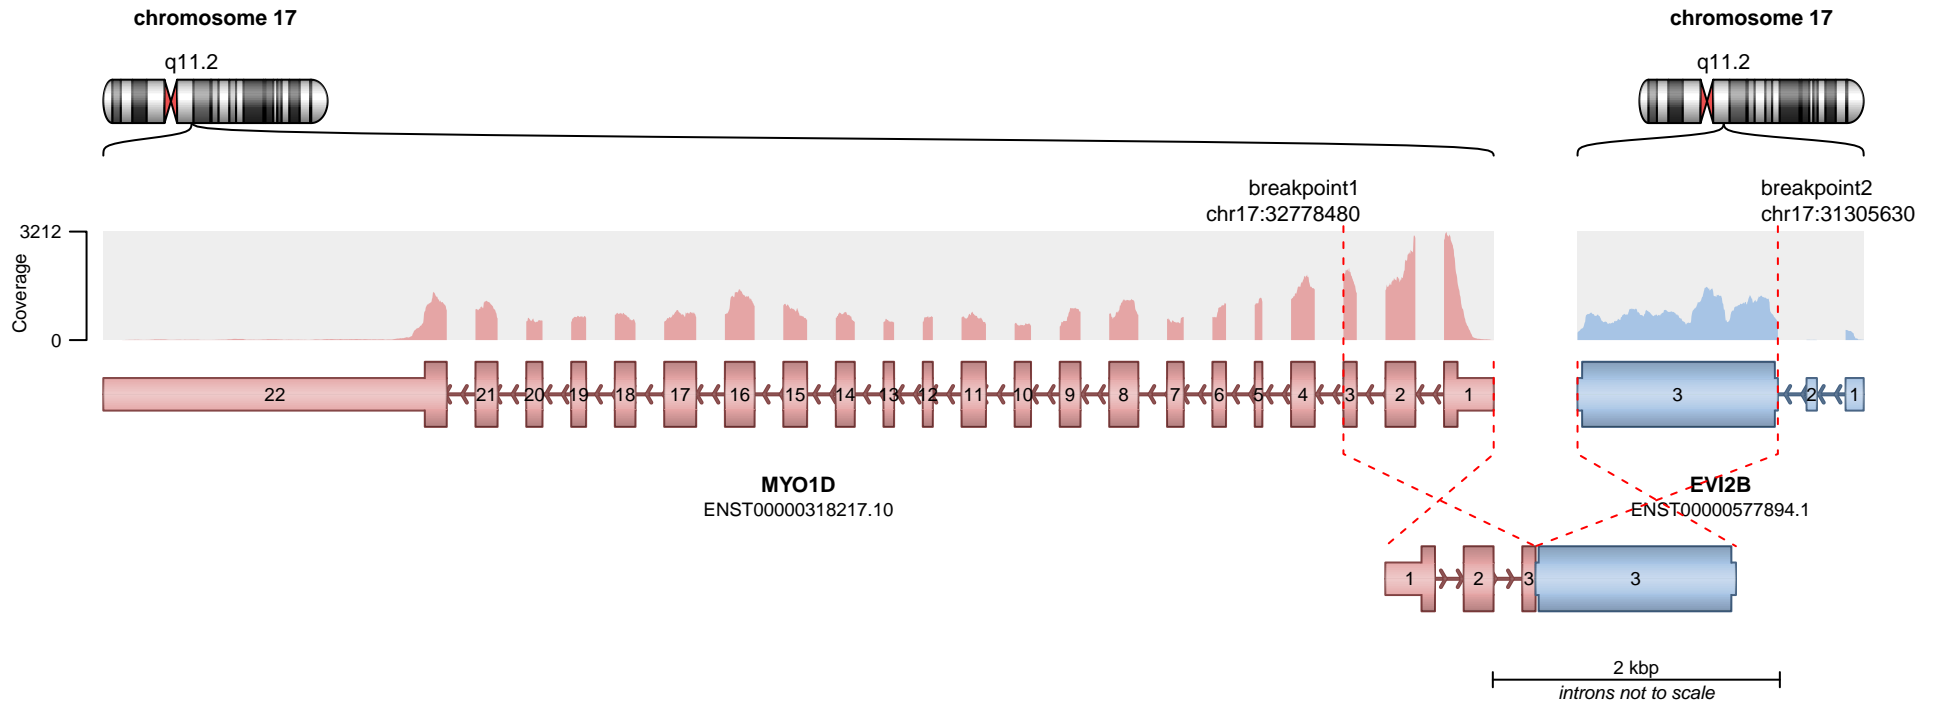 chromosome 17
chromosome 17
q11.2
q11.2
breakpoint1
chr17:32778480
breakpoint2
chr17:31305630
3212
Coverage
0
22 21 20 19 18 17 16 15 14 13 12 11 10 9 8 7 6 5 4 3 2 1
3 2 1
MYO1D
ENST00000318217.10
EVI2B
ENST00000577894.1
1 2 3 3
2 kbp
introns not to scale